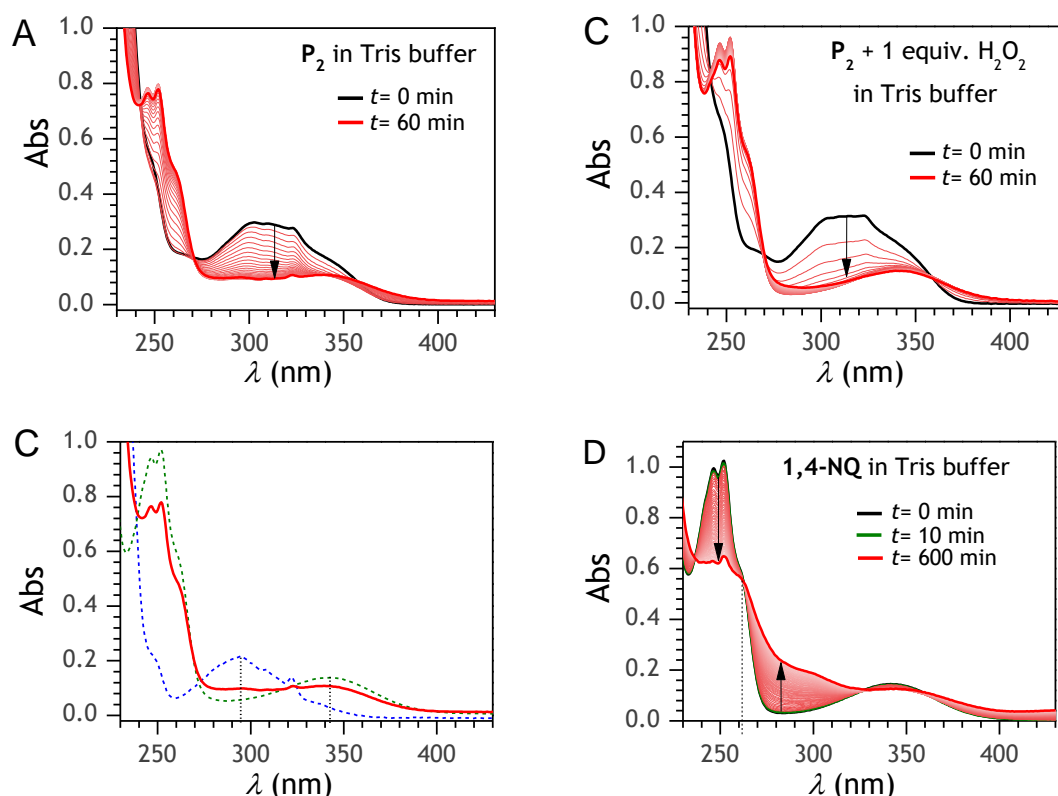 A
P₂ in Tris buffer
t= 0 min
t= 60 min
Abs
1.0
0.8
0.6
0.4
0.2
0.0
250 300 350 400
λ (nm)
C
P₂ + 1 equiv. H₂O₂
in Tris buffer
t= 0 min
t= 60 min
Abs
1.0
0.8
0.6
0.4
0.2
0.0
250 300 350 400
λ (nm)
C
Abs
1.0
0.8
0.6
0.4
0.2
0.0
250 300 350 400
λ (nm)
D
1,4-NQ in Tris buffer
t= 0 min
t= 10 min
t= 600 min
Abs
1.0
0.8
0.6
0.4
0.2
0.0
250 300 350 400
λ (nm)